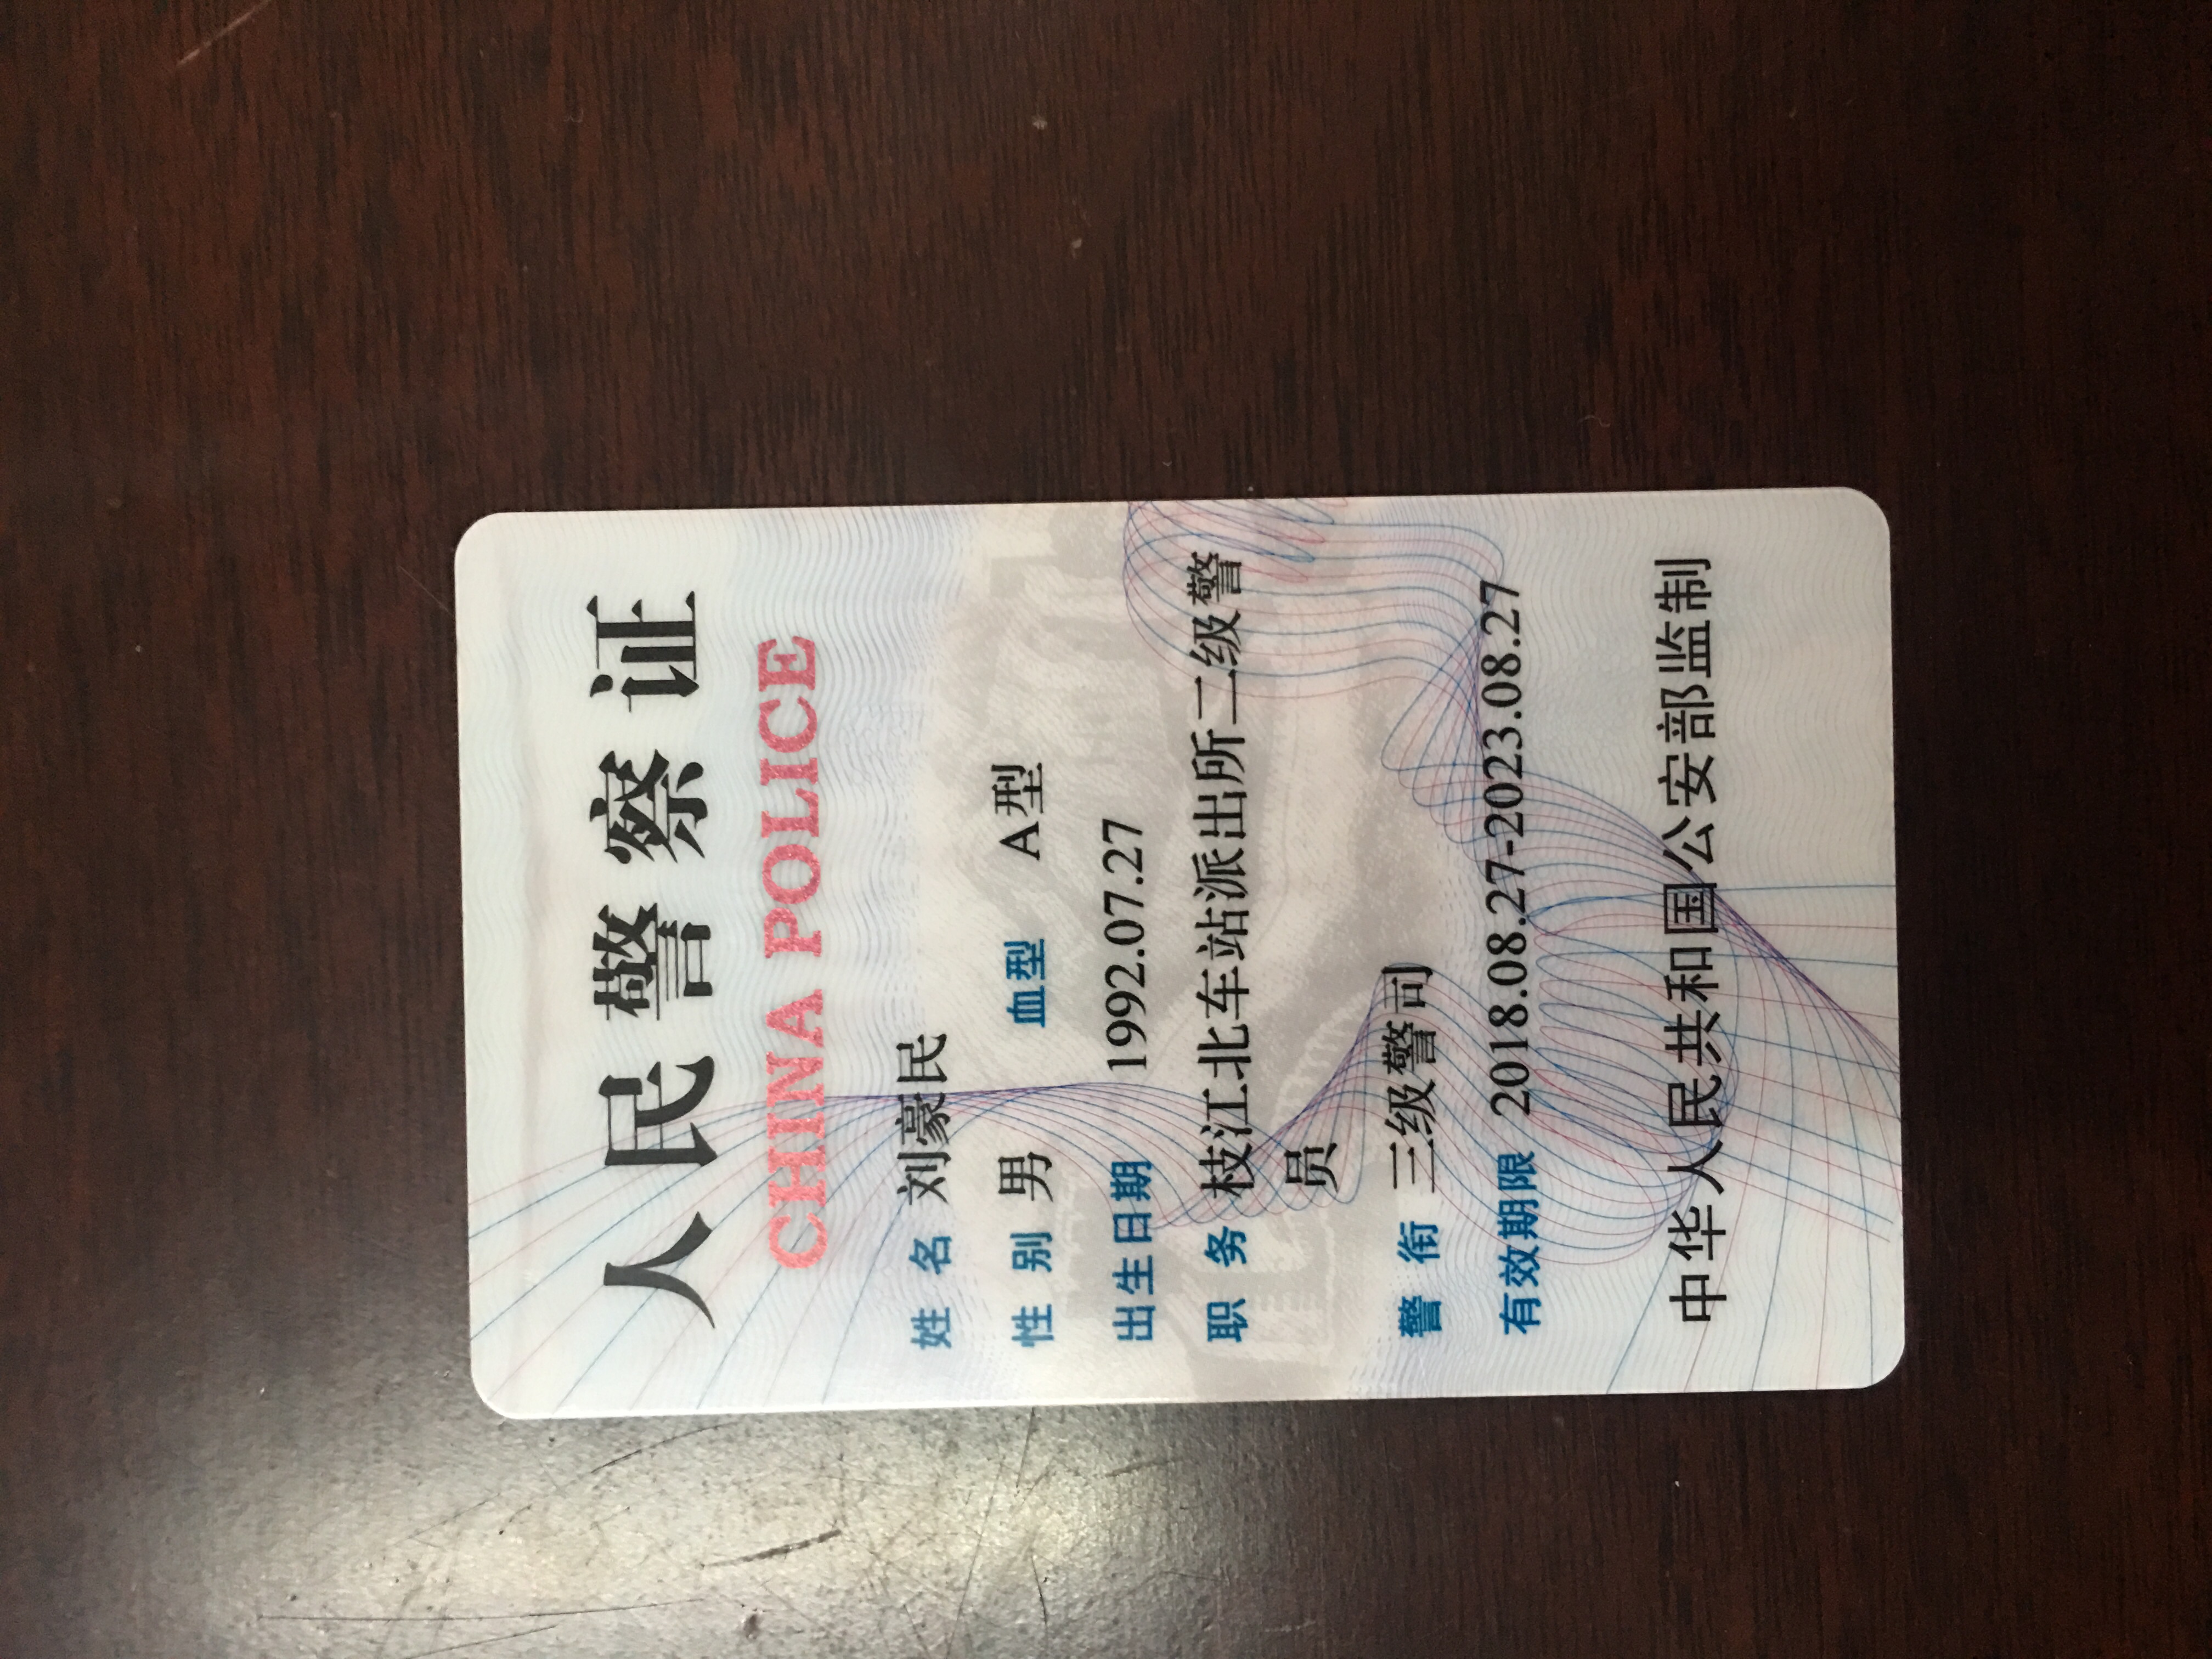 人民警察证
CHINA POLICE
姓名 刘豪民
性别 男 血型 A型
出生日期 1992.07.27
职务 枝江北车站派出所二级警
员
警衔 三级警司
有效期限 2018.08.27-2023.08.27
中华人民共和国公安部监制